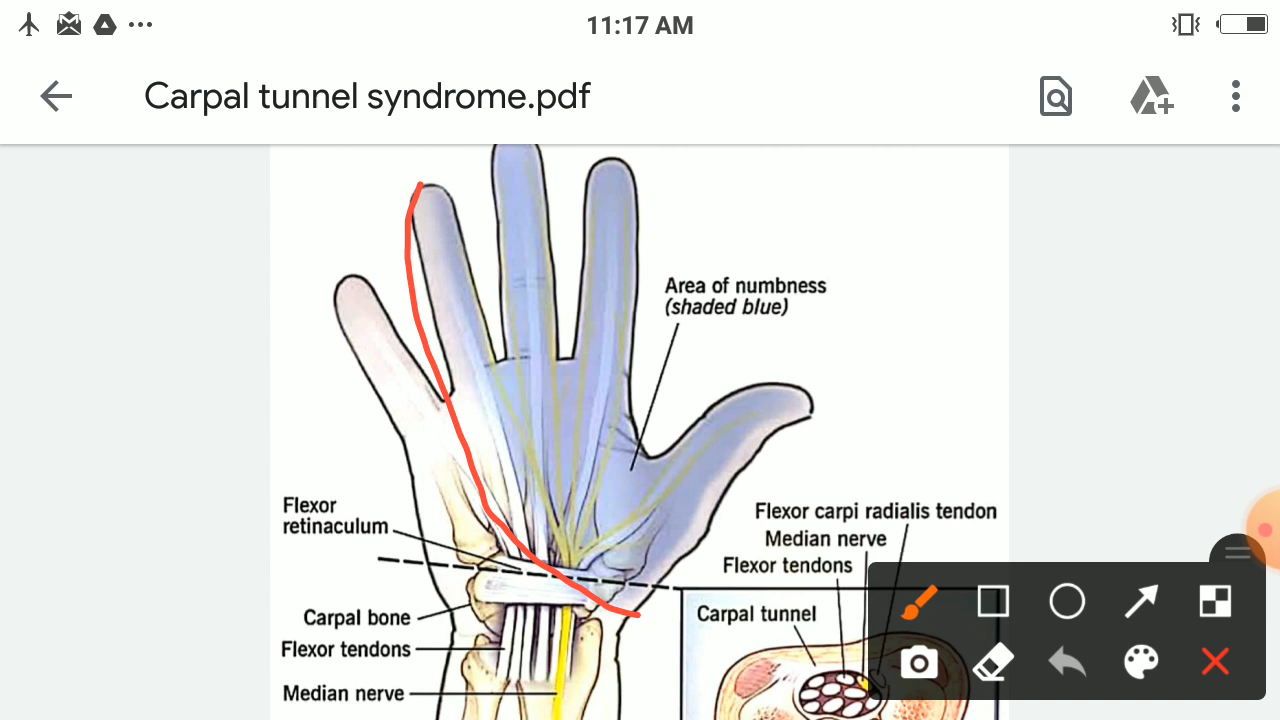 11:17 AM
Carpal tunnel syndrome.pdf
Area of numbness
(shaded blue)
Flexor
retinaculum
Flexor carpi radialis tendon
Median nerve
Flexor tendons
Carpal bone
Carpal tunnel
Flexor tendons
Median nerve